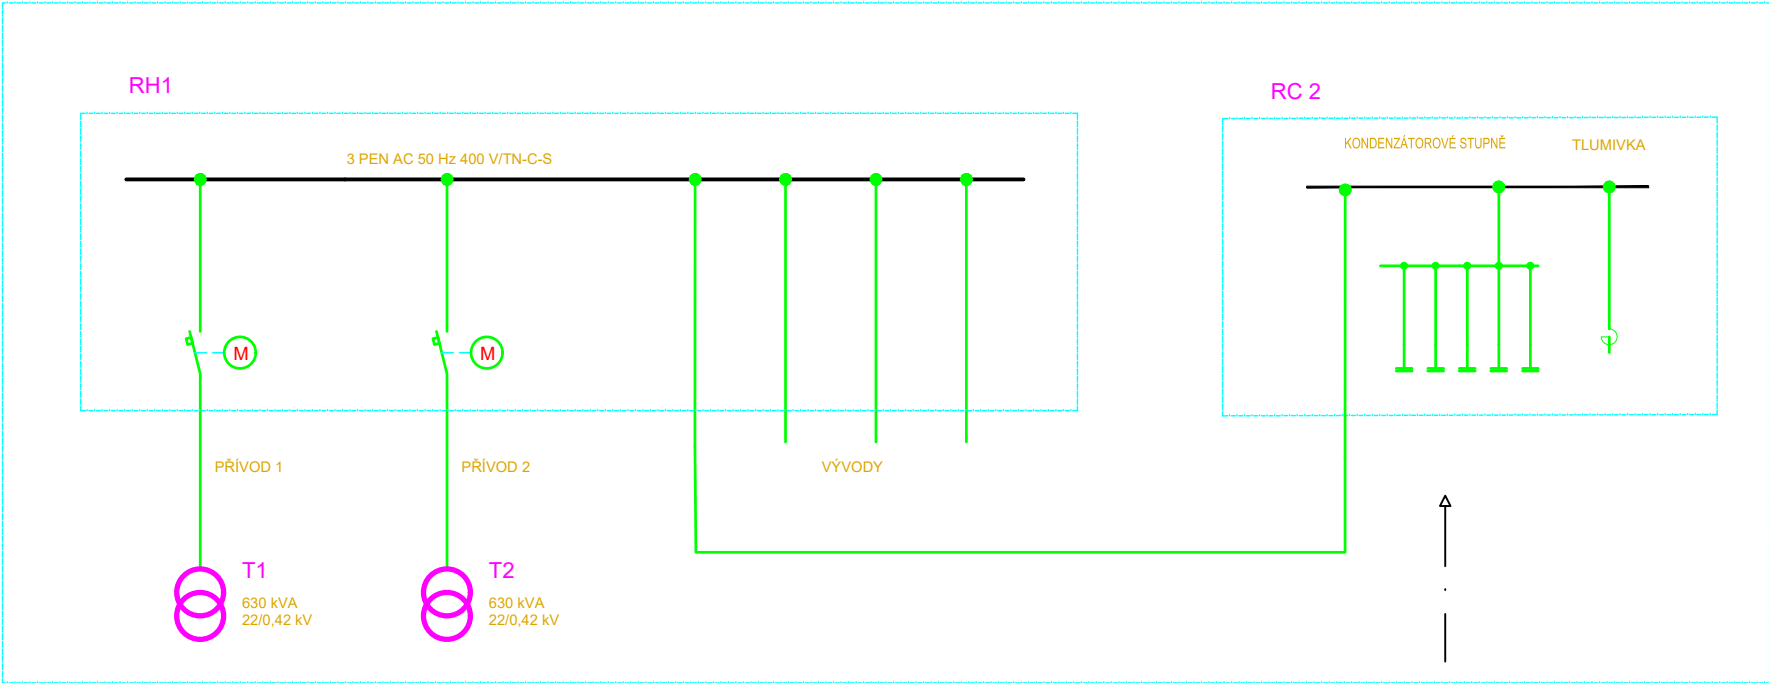 RH1
RC 2
3 PEN AC 50 Hz 400 V/TN-C-S
KONDENZÁTOROVÉ STUPNĚ
TLUMIVKA
M
M
PŘÍVOD 1
PŘÍVOD 2
VÝVODY
T1
630 kVA
22/0,42 kV
T2
630 kVA
22/0,42 kV